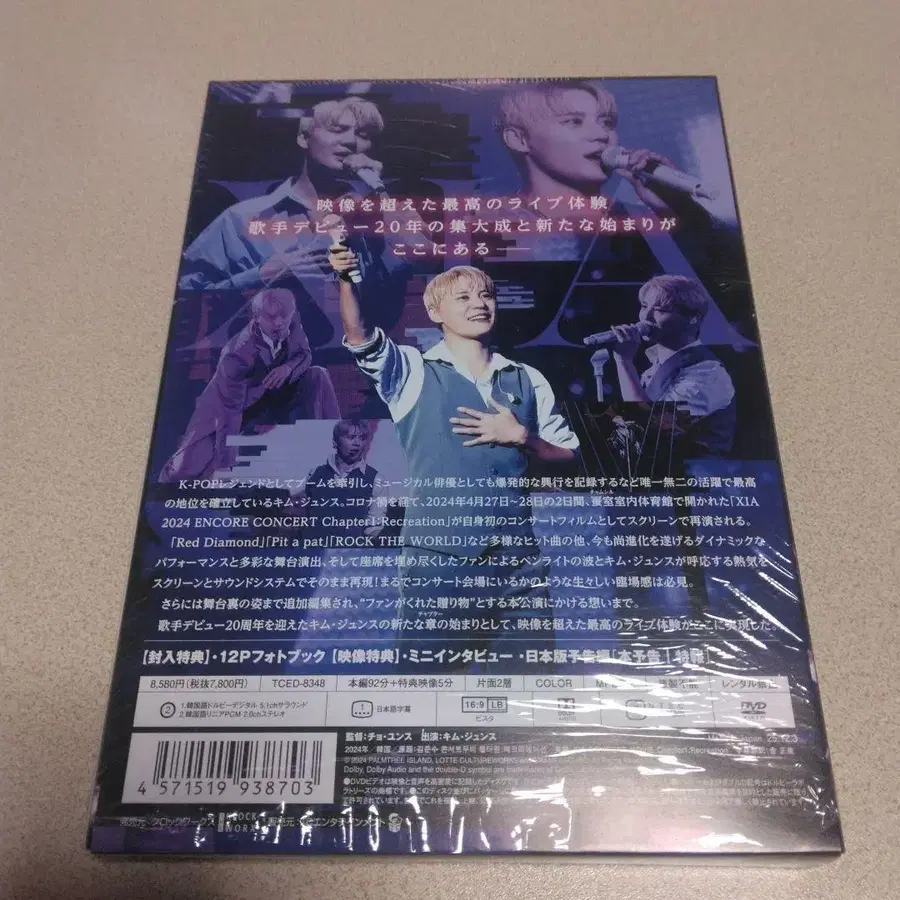 XIA
映像を超えた最高のライブ体験
歌手デビュー20年の集大成と新たな始まりが
ここにある ──
K-POPレジェンドとしてブームを牽引し、ミュージカル俳優としても爆発的な興行を記録するなど唯一無二の活躍で最高
の地位を確立しているキム・ジュンス。コロナ禍を経て、2024年4月27日~28日の2日間、蚕室室内体育館で開かれた「XIA
2024 ENCORE CONCERT Chapter1:Recreation」が自身初のコンサートフィルムとしてスクリーンで再演される。
「Red Diamond」「Pit a pat」「ROCK THE WORLD」など多様なヒット曲の他、今も尚進化を遂げるダイナミックな
パフォーマンスと多彩な舞台演出、そして座席を埋め尽くしたファンによるペンライトの波とキム・ジュンスが呼応する熱気を
スクリーンとサウンドシステムでそのまま再現!まるでコンサート会場にいるかのような生々しい臨場感は必見。
さらには舞台裏の姿まで追加編集され、“ファンがくれた贈り物”とする本公演にかける想いまで。
チャプター
歌手デビュー20周年を迎えたキム・ジュンスの新たな章の始まりとして、映像を超えた最高のライブ体験がここに実現した。
【封入特典】・12Pフォトブック 【映像特典】・ミニインタビュー ・日本版予告編「本予告|特報」
8,580円(税抜7,800円) TCED-8348 本編92分+特典映像5分 片面2層 COLOR 複製不能 レンタル禁止
② 1.韓国語ドルビーデジタル 5.1chサラウンド
2.韓国語リニアPCM 2.0chステレオ
1 日本語字幕
16:9 LB
ビスタ
DVD
監督:チョ・ユンス 出演:キム・ジュンス
4 571519 938703
発売元 ブロックワークス